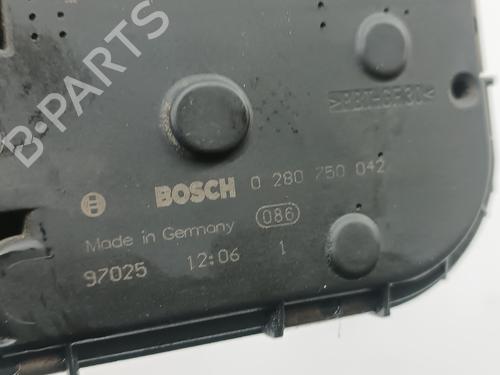 B-PARTS
>PBT-GF30<
BOSCH 0 280 750 042
Made in Germany 086
97025 12:06 1